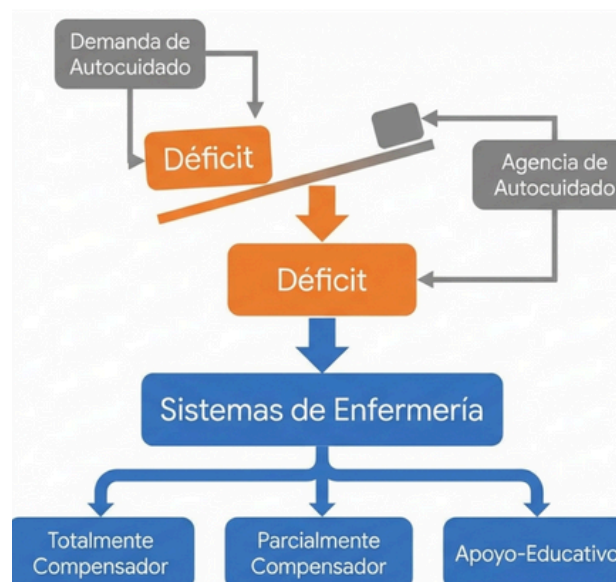 Demanda de
Autocuidado
Déficit
Agencia de
Autocuidado
Déficit
Sistemas de Enfermería
Totalmente
Compensador
Parcialmente
Compensador
Apoyo-Educativo